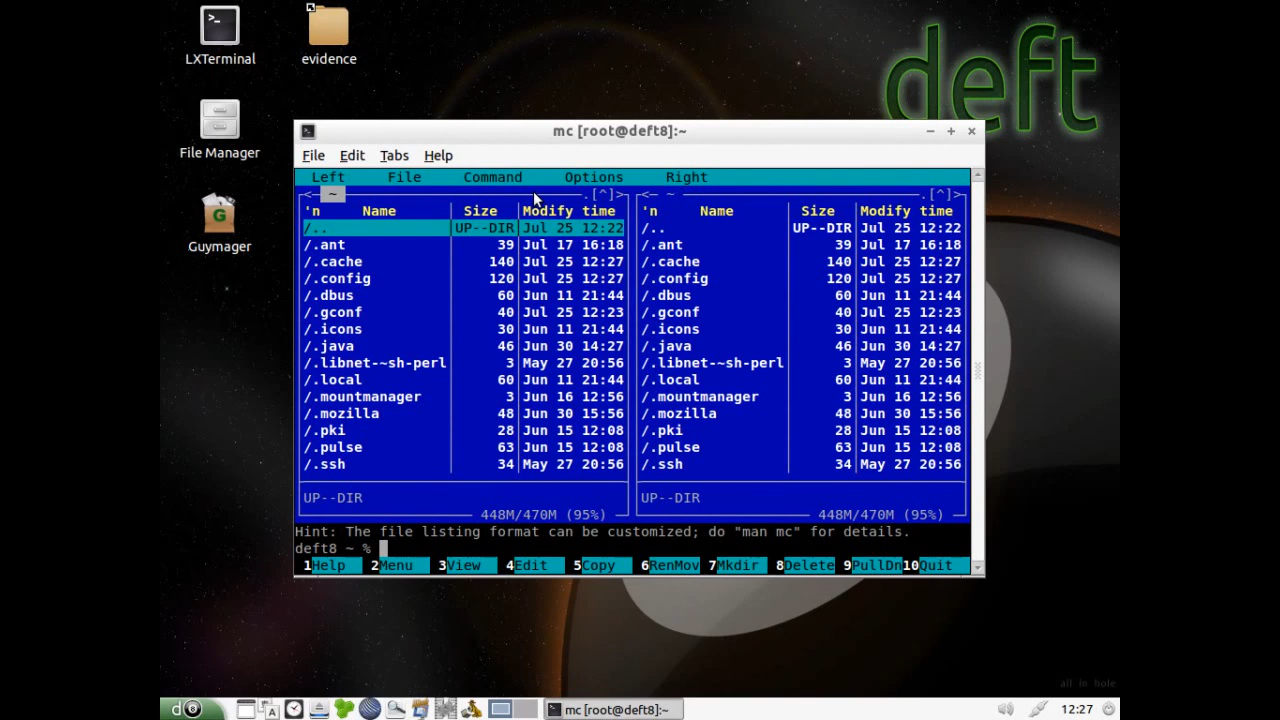 LXTerminal
evidence
deft
File Manager
G
Guymager
mc [root@deft8]:~
File Edit Tabs Help
Left File Command Options Right
<─ ~ .[^]> <─ ~ .[^]>
'n Name Size Modify time 'n Name Size Modify time
/.. UP--DIR Jul 25 12:22 /.. UP--DIR Jul 25 12:22
/.ant 39 Jul 17 16:18 /.ant 39 Jul 17 16:18
/.cache 140 Jul 25 12:27 /.cache 140 Jul 25 12:27
/.config 120 Jul 25 12:27 /.config 120 Jul 25 12:27
/.dbus 60 Jun 11 21:44 /.dbus 60 Jun 11 21:44
/.gconf 40 Jul 25 12:23 /.gconf 40 Jul 25 12:23
/.icons 30 Jun 11 21:44 /.icons 30 Jun 11 21:44
/.java 46 Jun 30 14:27 /.java 46 Jun 30 14:27
/.libnet-~sh-perl 3 May 27 20:56 /.libnet-~sh-perl 3 May 27 20:56
/.local 60 Jun 11 21:44 /.local 60 Jun 11 21:44
/.mountmanager 3 Jun 16 12:56 /.mountmanager 3 Jun 16 12:56
/.mozilla 48 Jun 30 15:56 /.mozilla 48 Jun 30 15:56
/.pki 28 Jun 15 12:08 /.pki 28 Jun 15 12:08
/.pulse 63 Jun 15 12:08 /.pulse 63 Jun 15 12:08
/.ssh 34 May 27 20:56 /.ssh 34 May 27 20:56
UP--DIR UP--DIR
448M/470M (95%) 448M/470M (95%)
Hint: The file listing format can be customized; do "man mc" for details.
deft8 ~ %
1Help 2Menu 3View 4Edit 5Copy 6RenMov 7Mkdir 8Delete 9PullDn 10Quit
all in hole
mc [root@deft8]:~ 12:27